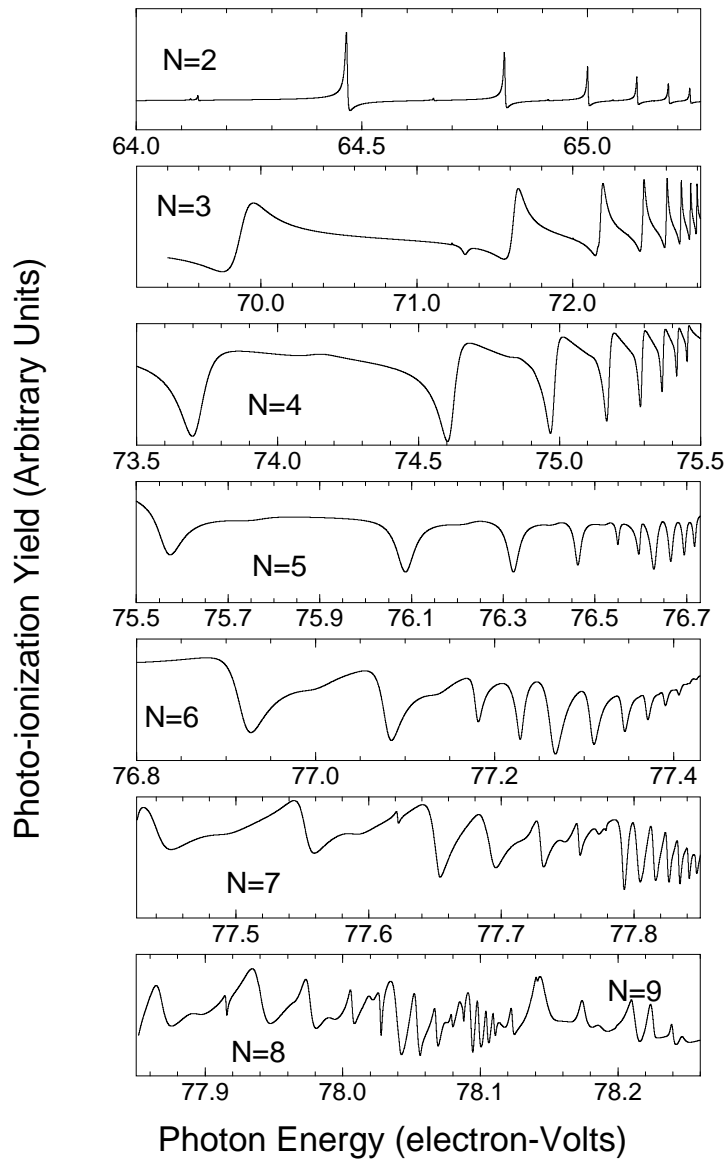 N=2
64.0 64.5 65.0
N=3
70.0 71.0 72.0
N=4
73.5 74.0 74.5 75.0 75.5
N=5
75.5 75.7 75.9 76.1 76.3 76.5 76.7
N=6
76.8 77.0 77.2 77.4
N=7
77.5 77.6 77.7 77.8
N=9
N=8
77.9 78.0 78.1 78.2
Photon Energy (electron-Volts)
Photo-ionization Yield (Arbitrary Units)